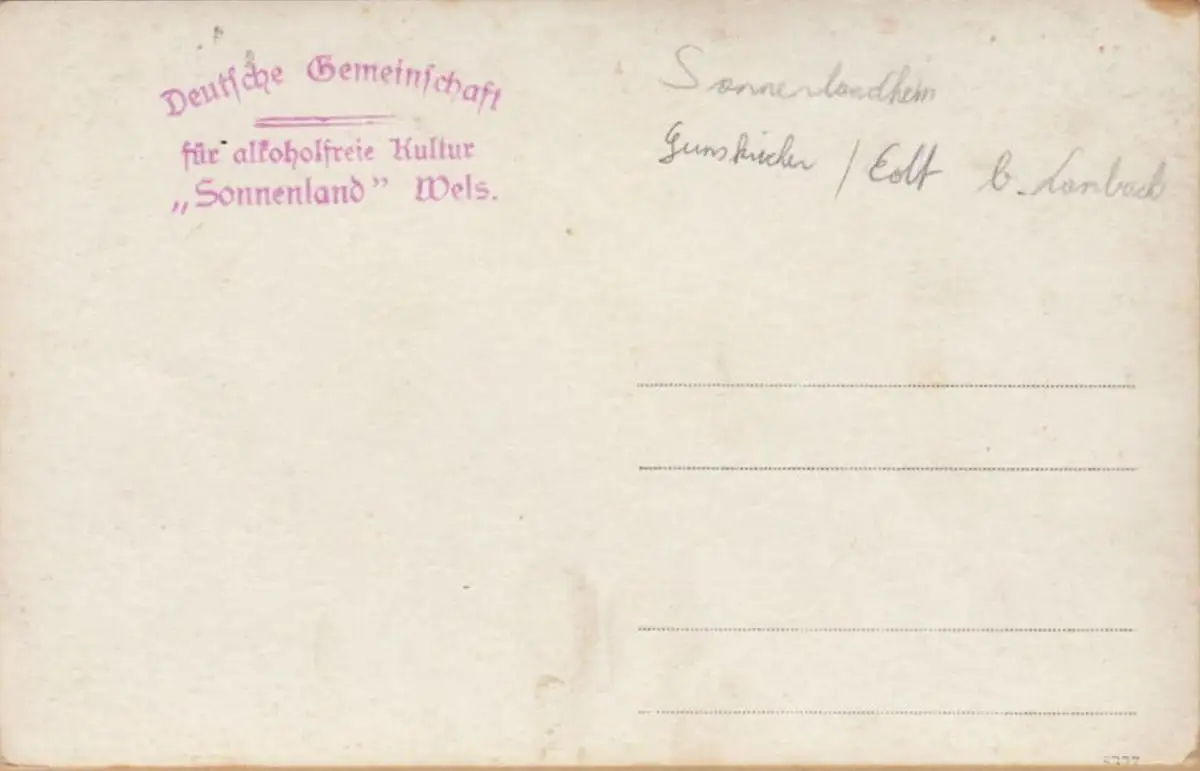 Deutsche Gemeinschaft
für alkoholfreie Kultur
„Sonnenland” Wels.
Sonnenlandheim
Gunskirchen / Edt b. Lambach